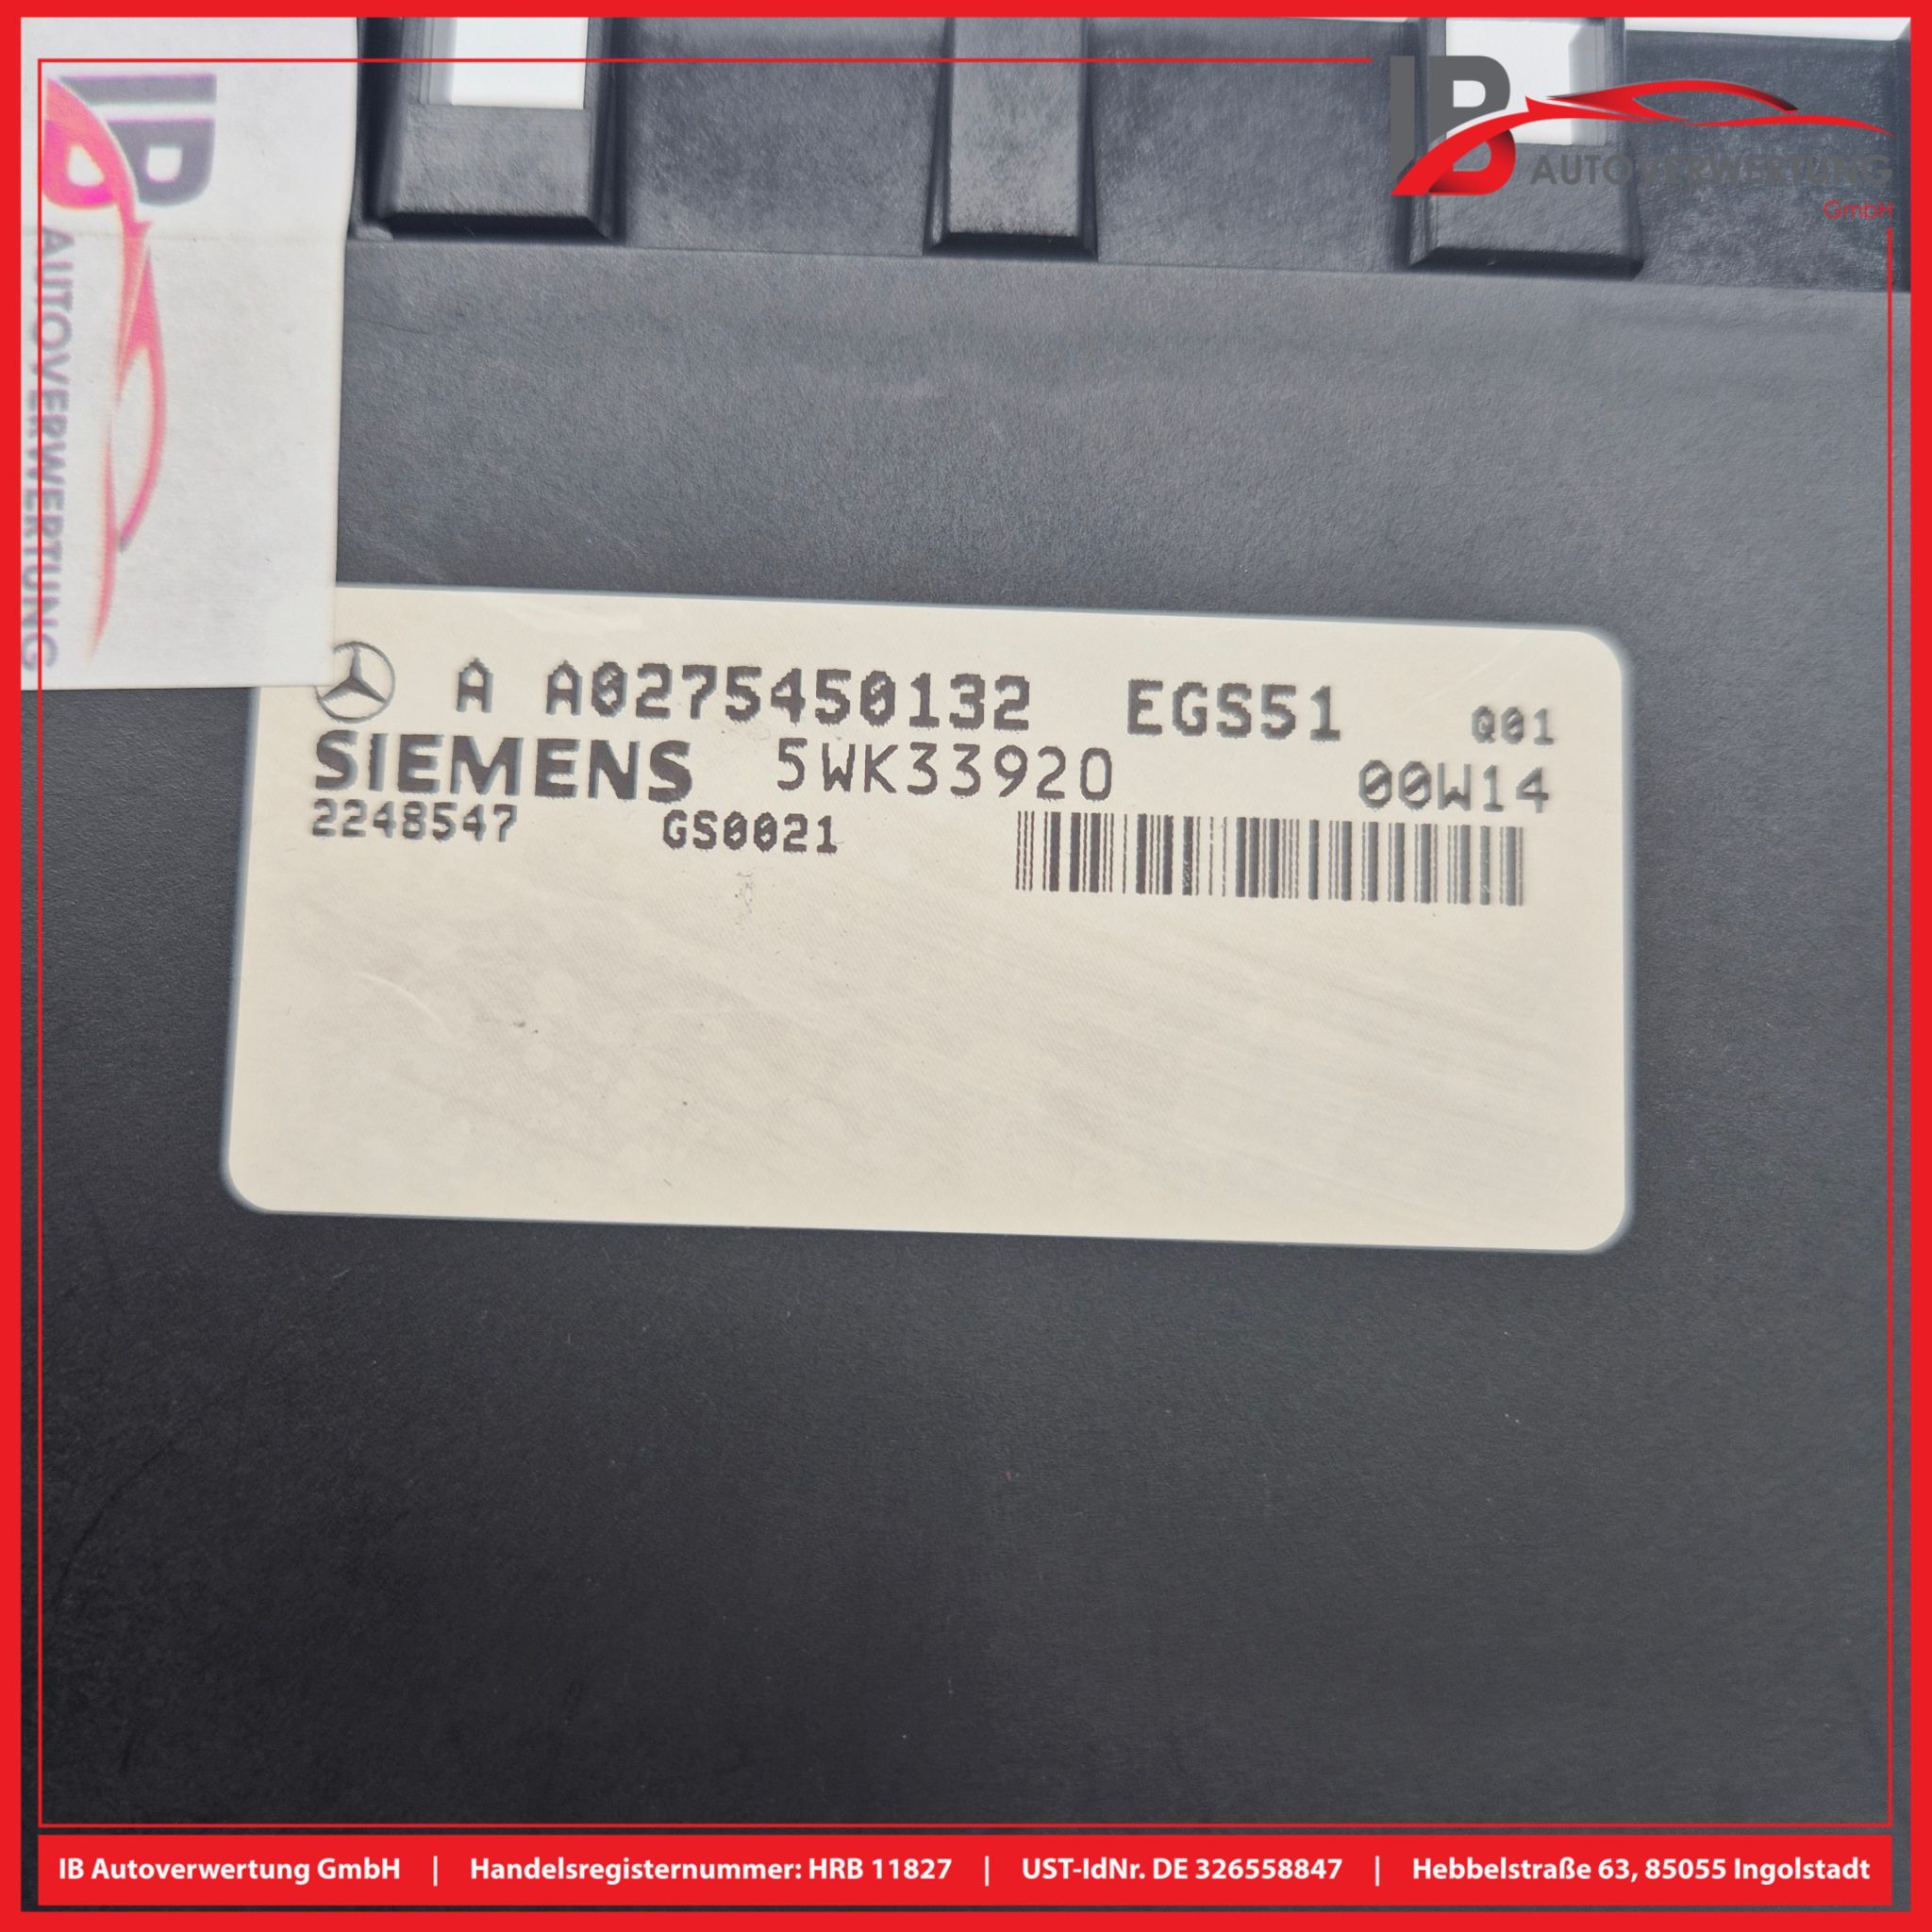 IB
AUTOVERWERTUNG
GmbH
IB
AUTOVERWERTUNG
A A0275450132 EGS51 Q01
SIEMENS 5WK33920 00W14
2248547 GS0021
IB Autoverwertung GmbH | Handelsregisternummer: HRB 11827 | UST-IdNr. DE 326558847 | Hebbelstraße 63, 85055 Ingolstadt